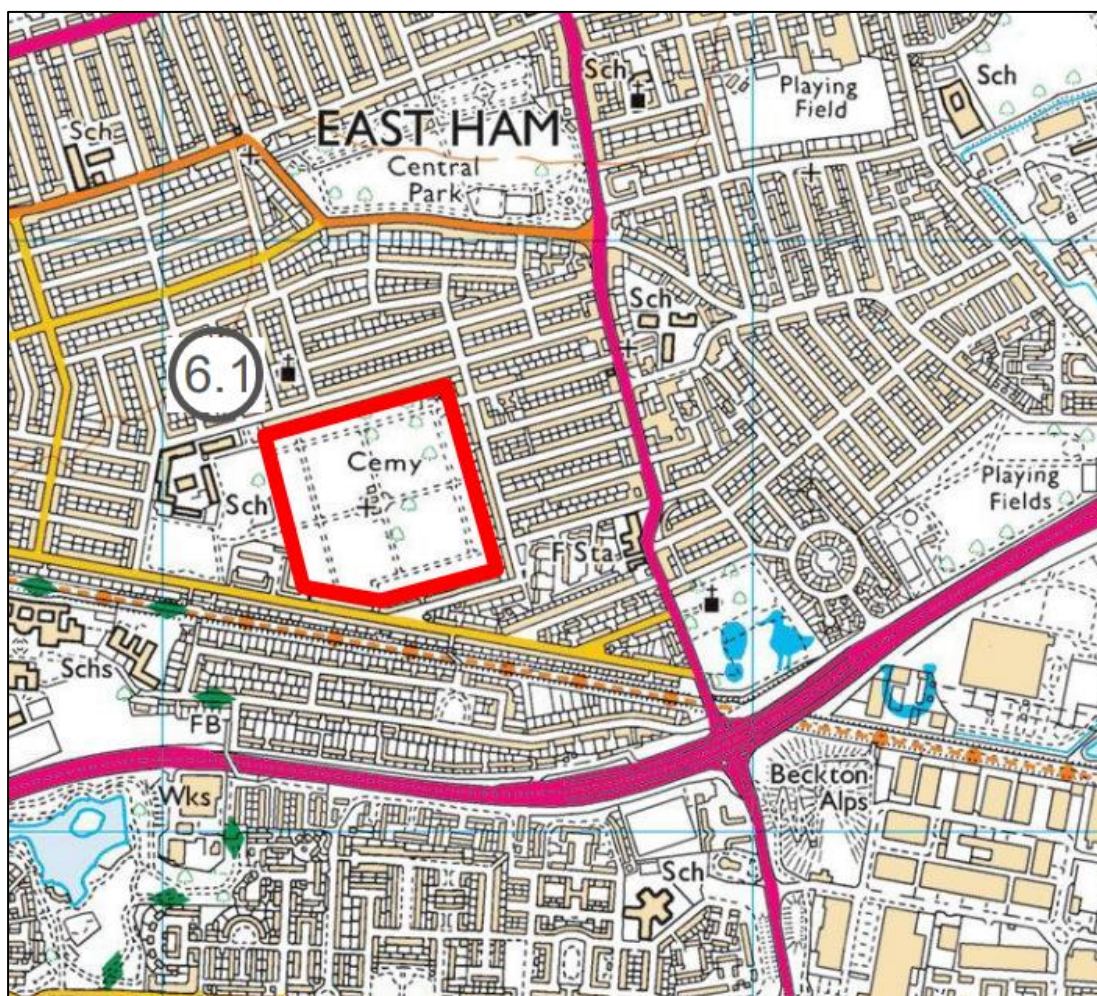 Sch
Sch
Playing
Field
Sch
EAST HAM
Central
Park
Sch
6.1
Cemy
Sch
Playing
Fields
F Sta
Schs
FB
Wks
Beckton
Alps
Sch